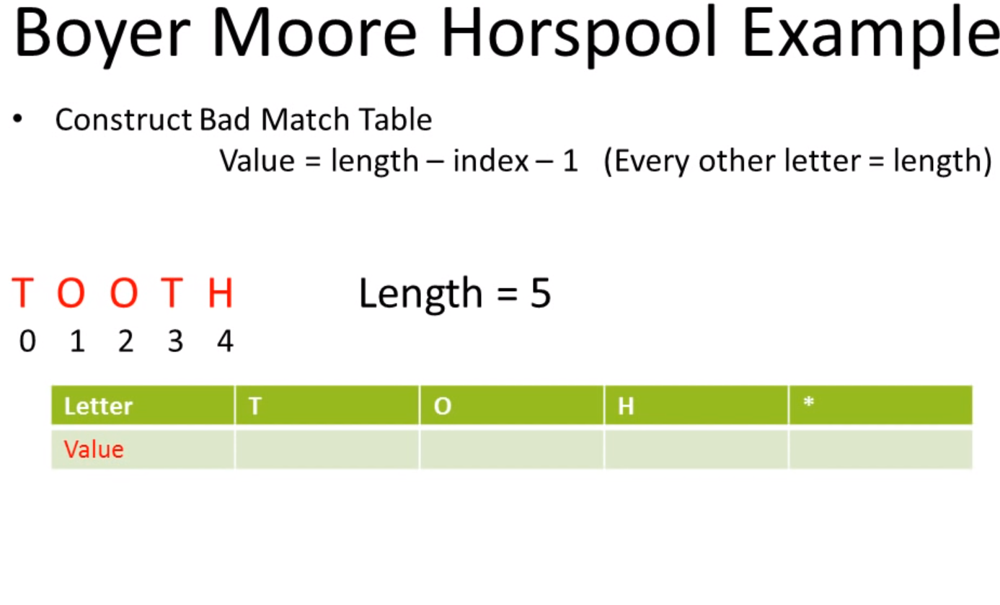 Boyer Moore Horspool Example
• Construct Bad Match Table
Value = length – index – 1 (Every other letter = length)
T O O T H Length = 5
0 1 2 3 4
Letter T O H *
Value